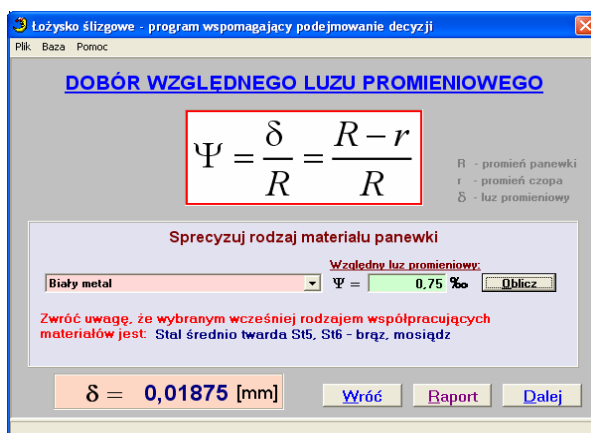 Łożysko ślizgowe - program wspomagający podejmowanie decyzji
Plik Baza Pomoc
DOBÓR WZGLĘDNEGO LUZU PROMIENIOWEGO
Ψ = δ/R = (R − r)/R
R - promień panewki
r - promień czopa
δ - luz promieniowy
Sprecyzuj rodzaj materiału panewki
Względny luz promieniowy:
Biały metal Ψ = 0,75 ‰ Oblicz
Zwróć uwagę, że wybranym wcześniej rodzajem współpracujących
materiałów jest: Stal średnio twarda St5, St6 - brąz, mosiądz
δ = 0,01875 [mm] Wróć Raport Dalej